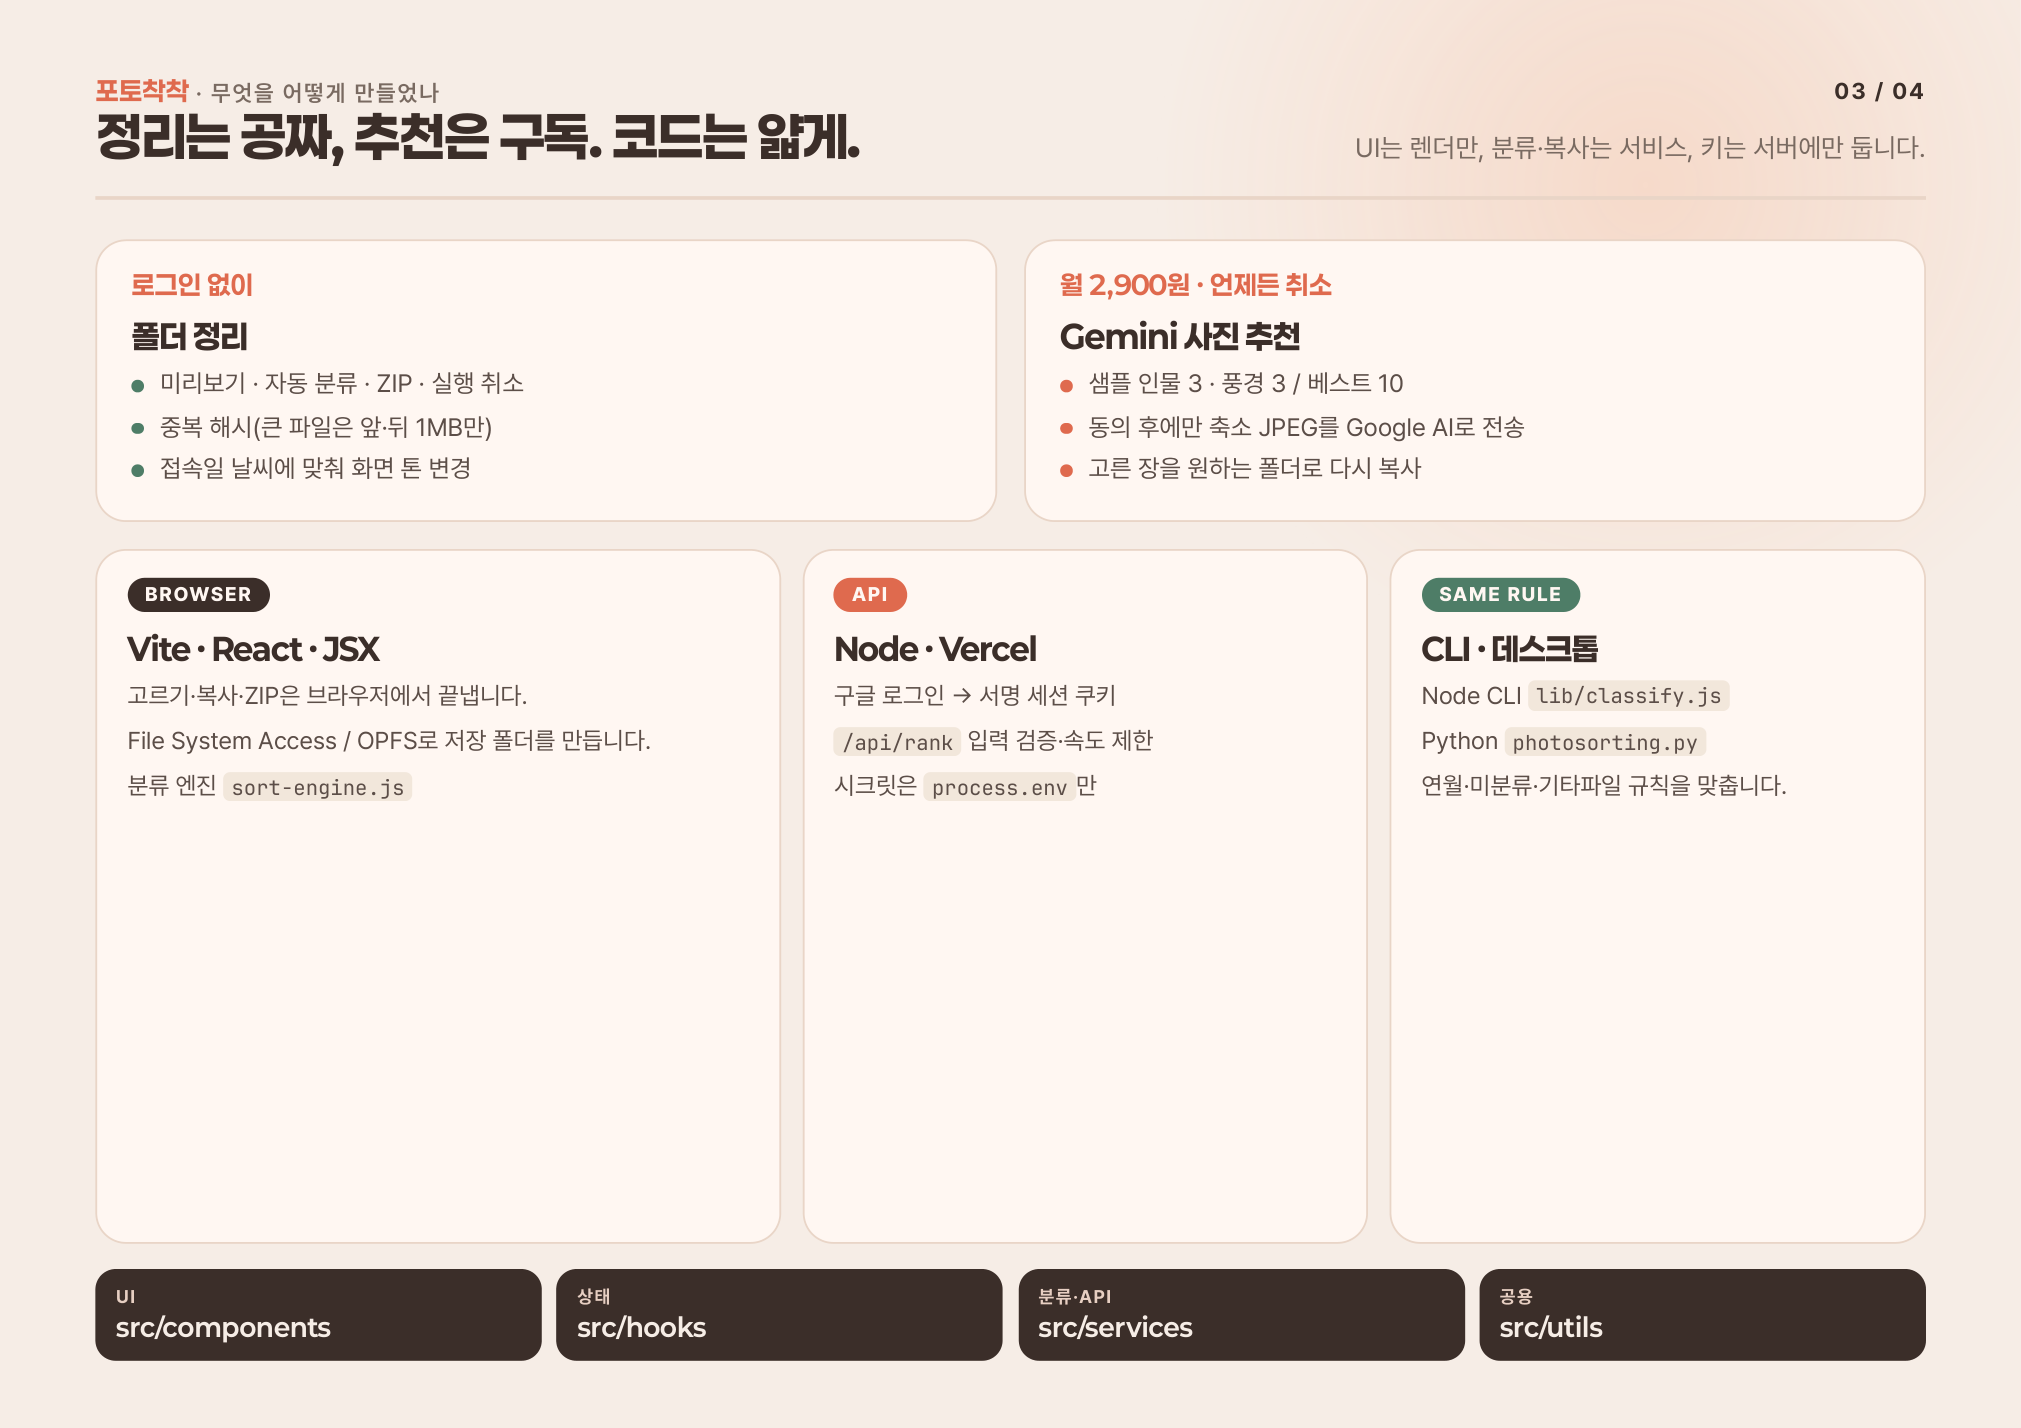 포토착착 · 무엇을 어떻게 만들었나
03 / 04
정리는 공짜, 추천은 구독. 코드는 얇게.
UI는 렌더만, 분류·복사는 서비스, 키는 서버에만 둡니다.
로그인 없이
폴더 정리
미리보기 · 자동 분류 · ZIP · 실행 취소
중복 해시(큰 파일은 앞·뒤 1MB만)
접속일 날씨에 맞춰 화면 톤 변경
월 2,900원 · 언제든 취소
Gemini 사진 추천
샘플 인물 3 · 풍경 3 / 베스트 10
동의 후에만 축소 JPEG를 Google AI로 전송
고른 장을 원하는 폴더로 다시 복사
BROWSER
Vite · React · JSX
고르기·복사·ZIP은 브라우저에서 끝냅니다.
File System Access / OPFS로 저장 폴더를 만듭니다.
분류 엔진 sort-engine.js
API
Node · Vercel
구글 로그인 → 서명 세션 쿠키
/api/rank 입력 검증·속도 제한
시크릿은 process.env만
SAME RULE
CLI · 데스크톱
Node CLI lib/classify.js
Python photosorting.py
연월·미분류·기타파일 규칙을 맞춥니다.
UI
src/components
상태
src/hooks
분류·API
src/services
공용
src/utils